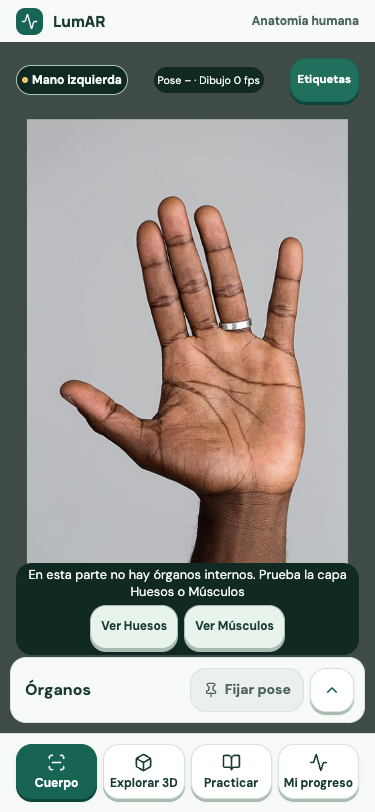 LumAR
Anatomía humana
Mano izquierda
Pose – · Dibujo 0 fps
Etiquetas
En esta parte no hay órganos internos. Prueba la capa
Huesos o Músculos
Ver Huesos
Ver Músculos
Órganos
Fijar pose
Cuerpo
Explorar 3D
Practicar
Mi progreso